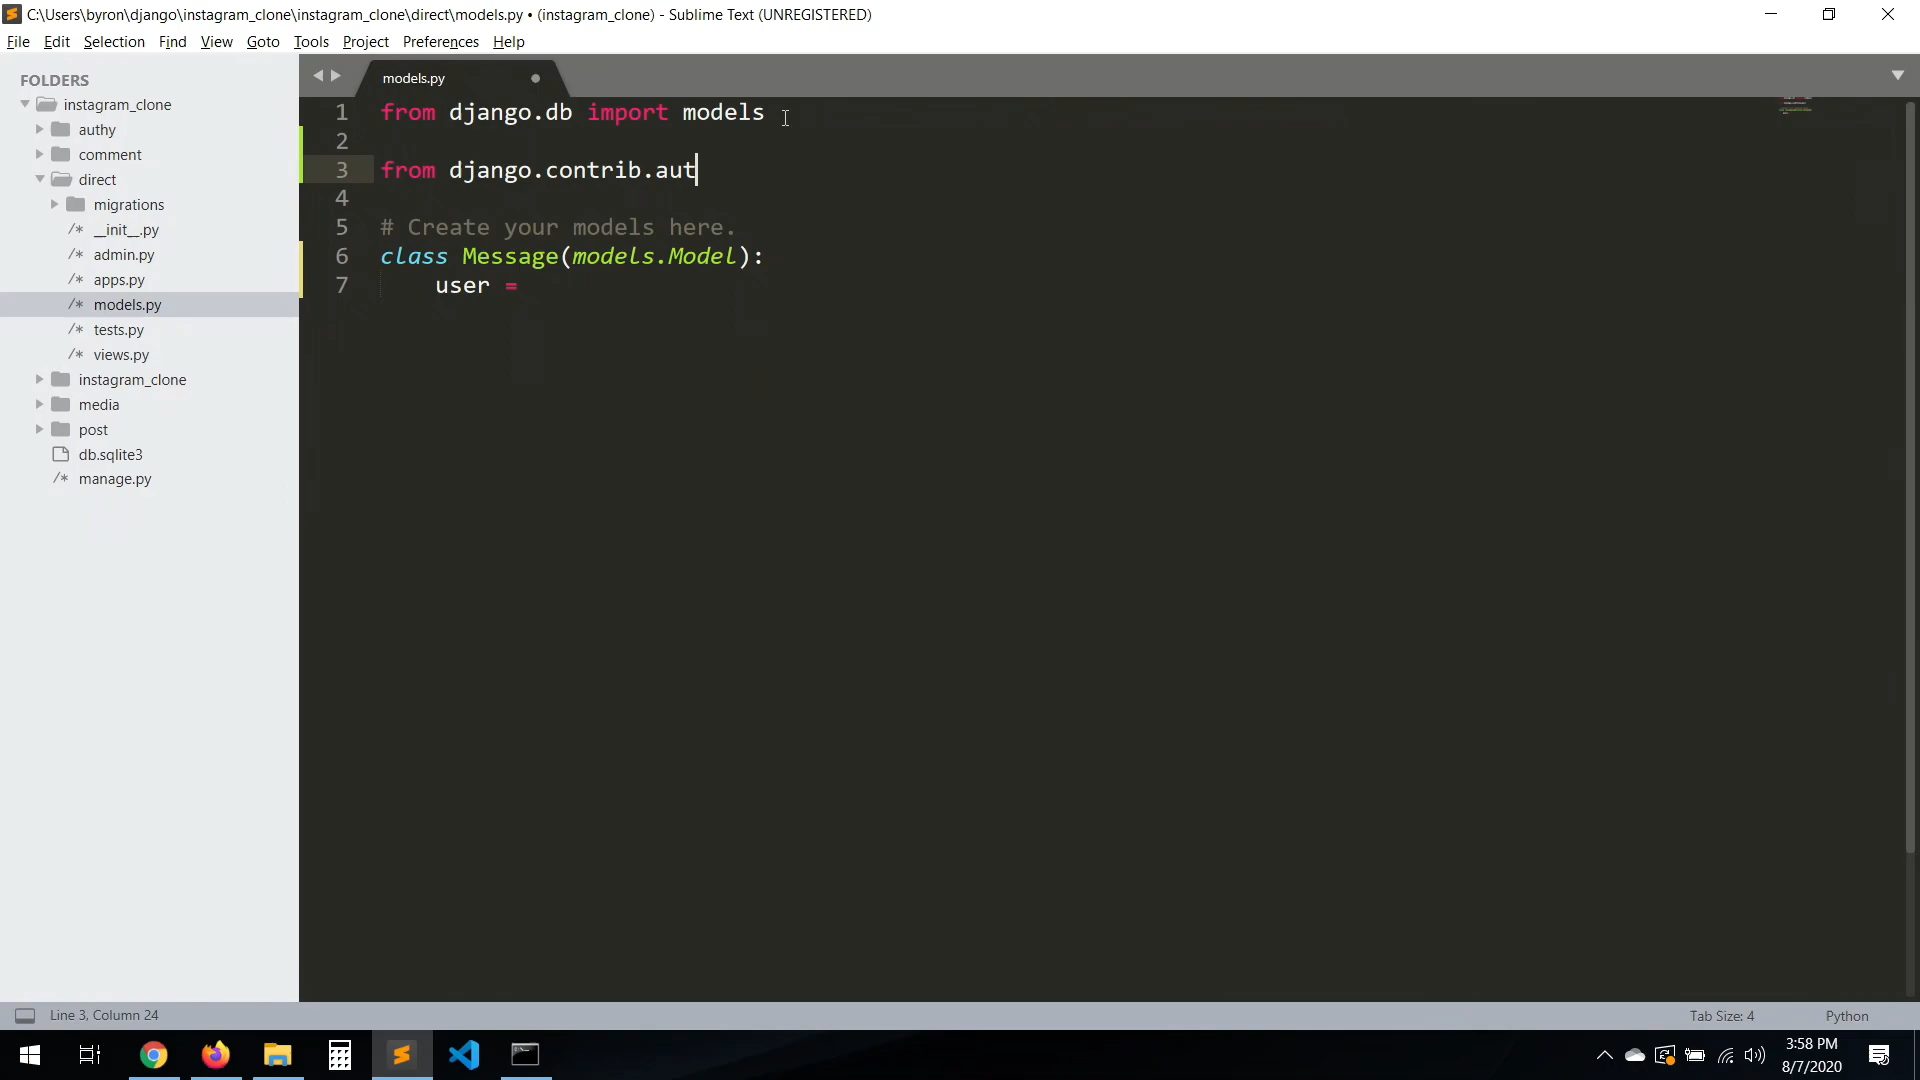 C:\Users\byron\django\instagram_clone\instagram_clone\direct\models.py • (instagram_clone) - Sublime Text (UNREGISTERED)
File Edit Selection Find View Goto Tools Project Preferences Help
FOLDERS
instagram_clone
authy
comment
direct
migrations
/* __init__.py
/* admin.py
/* apps.py
/* models.py
/* tests.py
/* views.py
instagram_clone
media
post
db.sqlite3
/* manage.py
models.py
1 from django.db import models
2
3 from django.contrib.aut
4
5 # Create your models here.
6 class Message(models.Model):
7 user =
Line 3, Column 24
Tab Size: 4
Python
3:58 PM
8/7/2020